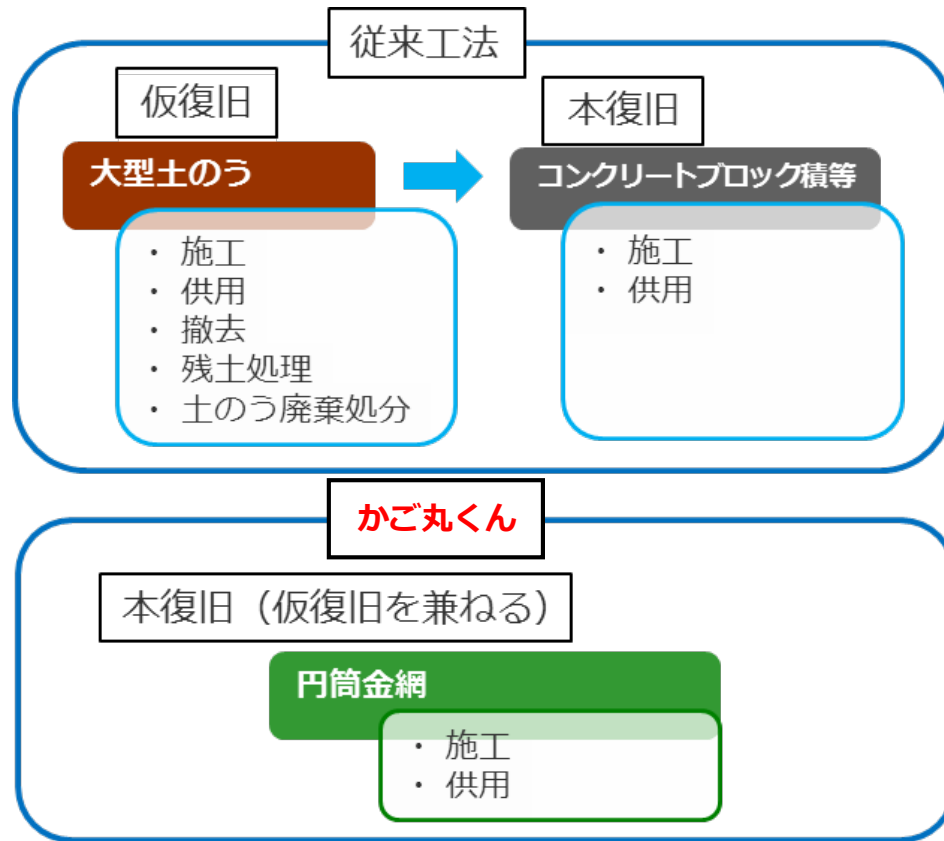 従来工法
仮復旧
本復旧
大型土のう
コンクリートブロック積等
・ 施工
・ 供用
・ 撤去
・ 残土処理
・ 土のう廃棄処分
・ 施工
・ 供用
かご丸くん
本復旧（仮復旧を兼ねる）
円筒金網
・ 施工
・ 供用